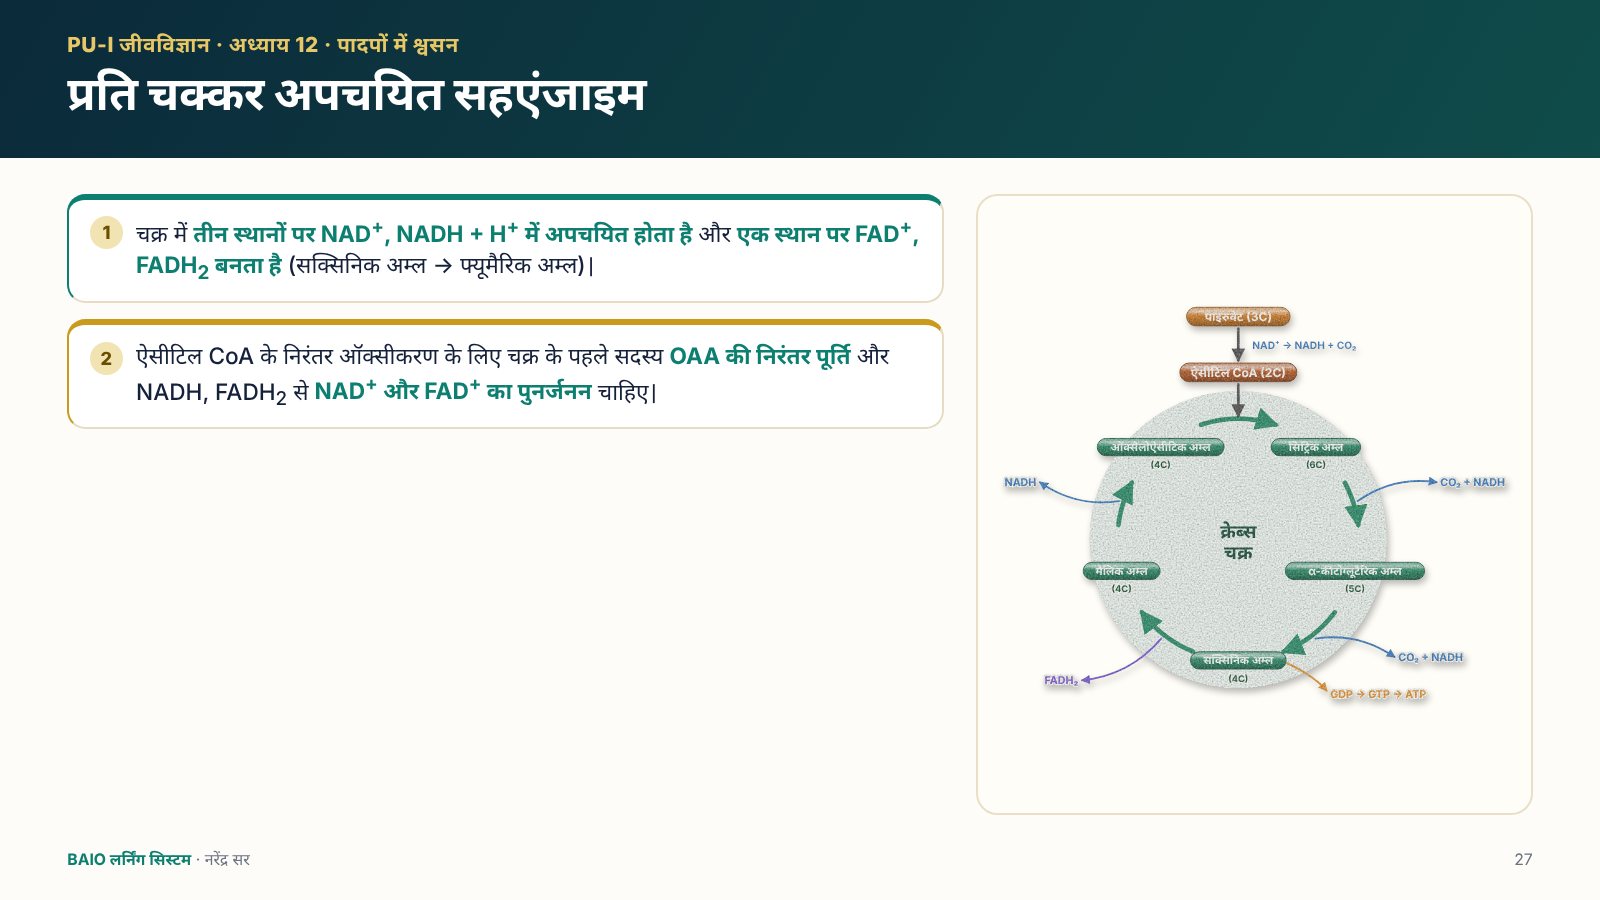 PU-I जीवविज्ञान · अध्याय 12 · पादपों में श्वसन
प्रति चक्कर अपचयित सहएंजाइम
1
चक्र में तीन स्थानों पर NAD⁺, NADH + H⁺ में अपचयित होता है और एक स्थान पर FAD⁺,
FADH₂ बनता है (सक्सिनिक अम्ल → फ्यूमैरिक अम्ल)|
2
ऐसीटिल CoA के निरंतर ऑक्सीकरण के लिए चक्र के पहले सदस्य OAA की निरंतर पूर्ति और
NADH, FADH₂ से NAD⁺ और FAD⁺ का पुनर्जनन चाहिए|
पाइरुवेट (3C)
NAD⁺ → NADH + CO₂
ऐसीटिल CoA (2C)
ऑक्सैलोऐसीटिक अम्ल
(4C)
सिट्रिक अम्ल
(6C)
NADH
CO₂ + NADH
क्रेब्स
चक्र
मैलिक अम्ल
(4C)
α-कीटोग्लूटैरिक अम्ल
(5C)
सक्सिनिक अम्ल
(4C)
CO₂ + NADH
FADH₂
GDP → GTP → ATP
BAIO लर्निंग सिस्टम · नरेंद्र सर
27